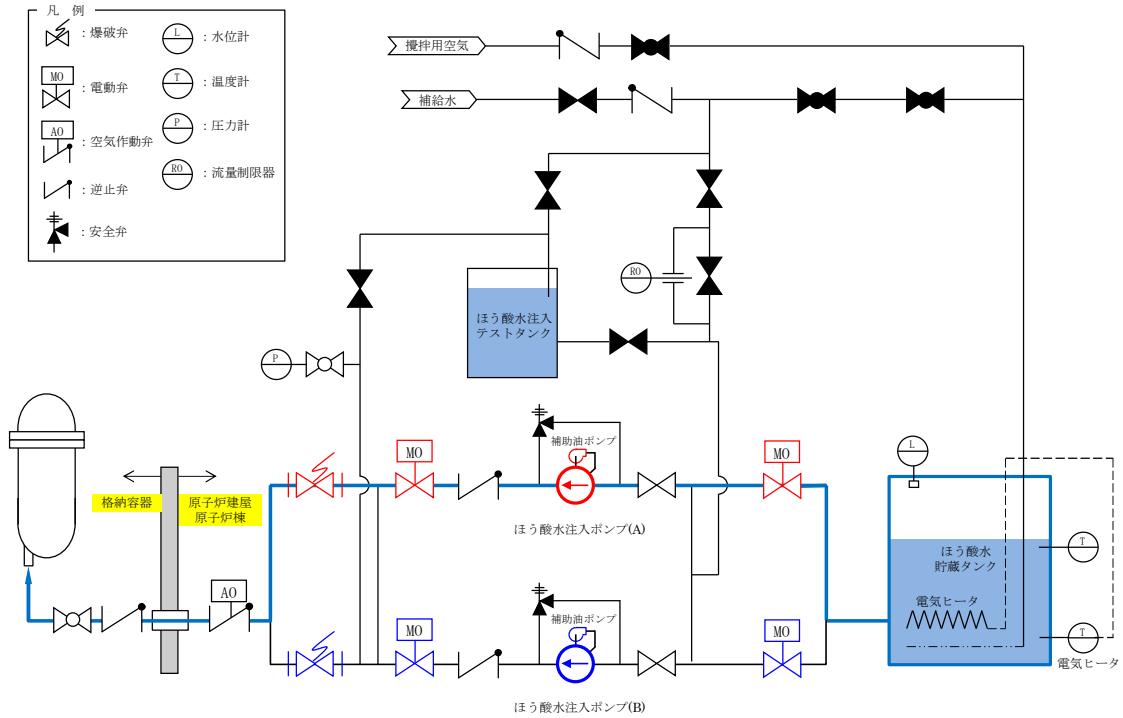 凡 例
:爆破弁
L
:水位計
MO
:電動弁
T
:温度計
AO
:空気作動弁
P
:圧力計
:逆止弁
RO
:流量制限器
:安全弁
攪拌用空気
補給水
RO
ほう酸水注入
テストタンク
P
補助油ポンプ
MO
MO
L
格納容器
原子炉建屋
原子炉棟
ほう酸水注入ポンプ(A)
T
ほう酸水
貯蔵タンク
AO
電気ヒータ
補助油ポンプ
MO
MO
T
電気ヒータ
ほう酸水注入ポンプ(B)